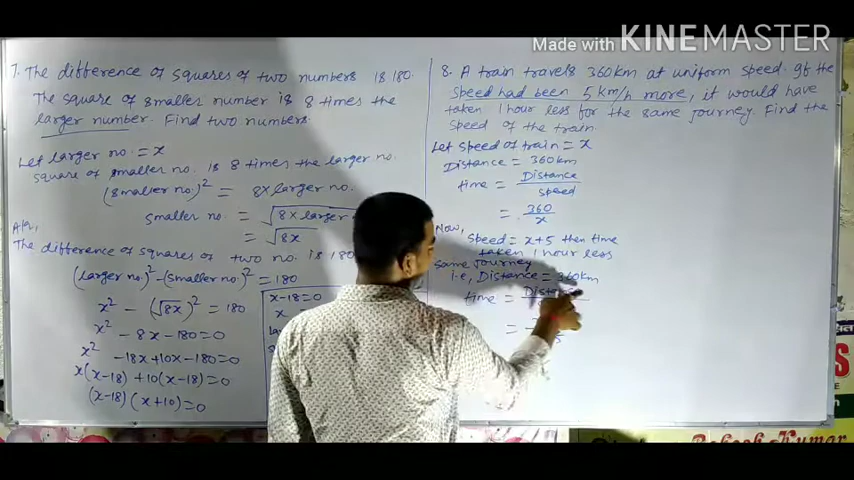 Made with KINEMASTER
7. The difference of squares of two numbers is 180.
The square of smaller number is 8 times the
larger number. Find two numbers.
Let larger no. = x
square of smaller no. is 8 times the larger no.
(smaller no.)² = 8 x larger no.
smaller no. = √8 x larger
= √8x
A/q,
The difference of squares of two no. is 180
(larger no.)² - (smaller no.)² = 180
x² - (√8x)² = 180
x² - 8x - 180 = 0
x² - 18x + 10x - 180 = 0
x(x-18) + 10(x-18) = 0
(x-18) (x+10) = 0
x-18 = 0
x
8. A train travels 360km at uniform speed. If the
speed had been 5 km/h more, it would have
taken 1 hour less for the same journey. Find the
speed of the train.
Let speed of train = x
Distance = 360km
time = Distance
speed
= 360
x
Now,
speed = x+5 then time
taken 1 hour less
same journey
i.e, Distance = 360km
time =
=